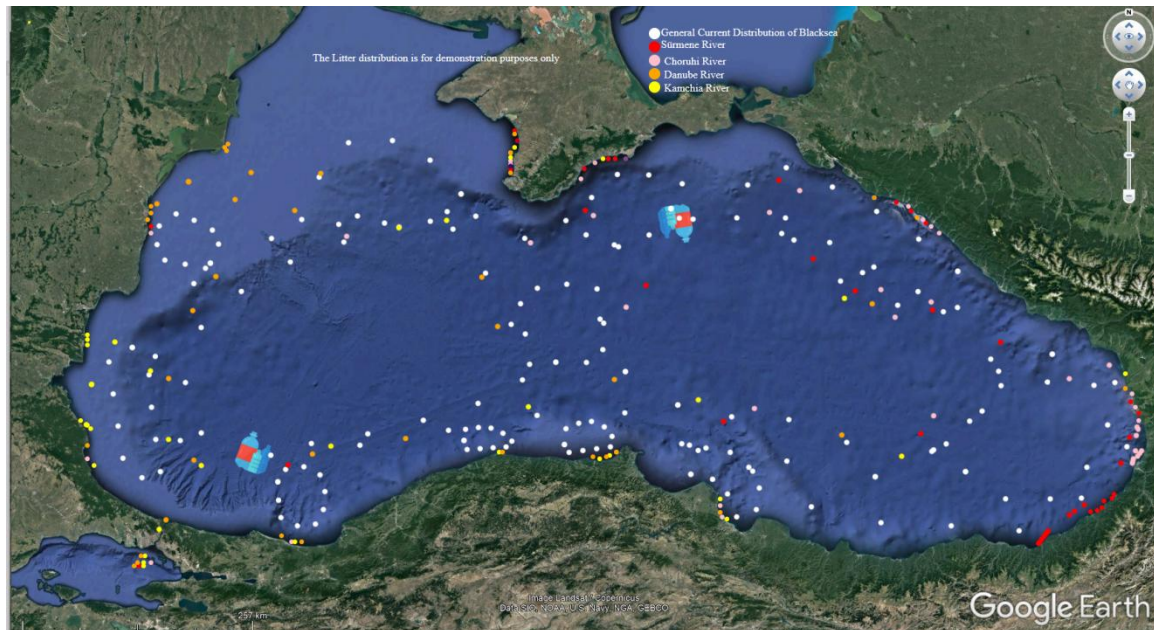 N
General Current Distribution of Blacksea
Sürmene River
The Litter distribution is for demonstration purposes only
Choruhi River
Danube River
Kamchia River
257 km
Image Landsat / Copernicus
Data SIO, NOAA, U.S. Navy, NGA, GEBCO
Google Earth